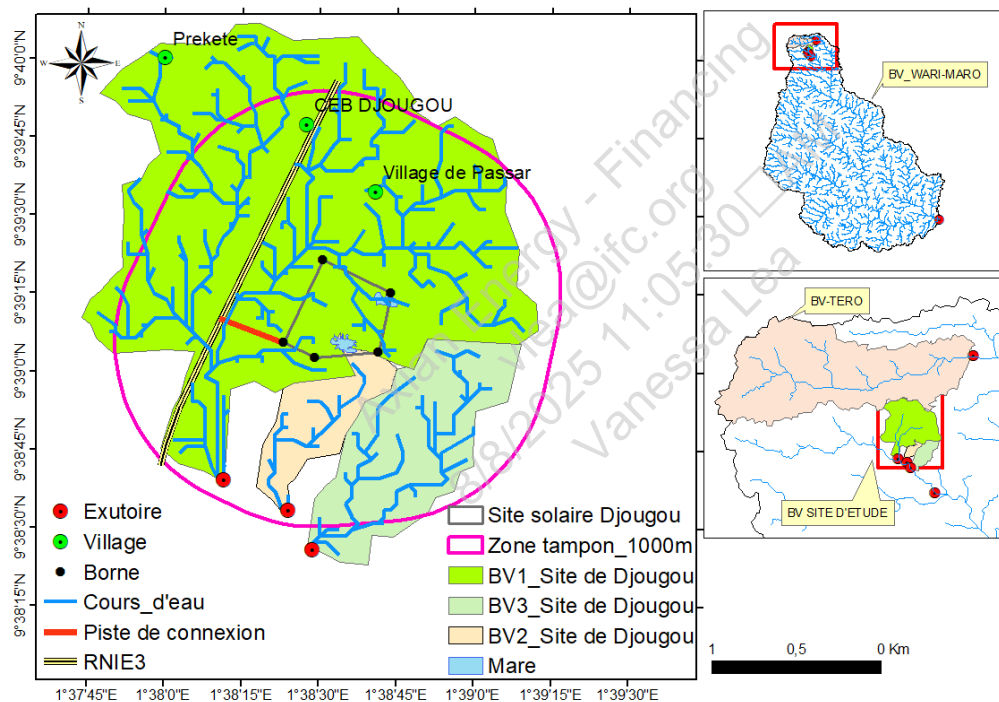 N
W
E
S
Prekete
CEB DJOUGOU
Village de Passar
9°40'0"N
9°39'45"N
9°39'30"N
9°39'15"N
9°39'0"N
9°38'45"N
9°38'30"N
9°38'15"N
Exutoire
Village
Borne
Cours_d'eau
Piste de connexion
RNIE3
Site solaire Djougou
Zone tampon_1000m
BV1_Site de Djougou
BV3_Site de Djougou
BV2_Site de Djougou
Mare
1°37'45"E
1°38'0"E
1°38'15"E
1°38'30"E
1°38'45"E
1°39'0"E
1°39'15"E
1°39'30"E
BV_WARI-MARO
BV-TERO
BV SITE D'ETUDE
1
0,5
0 Km
Energy - Financing
@ifc.org
8/8/2025 11:05:30
Vanessa Lea